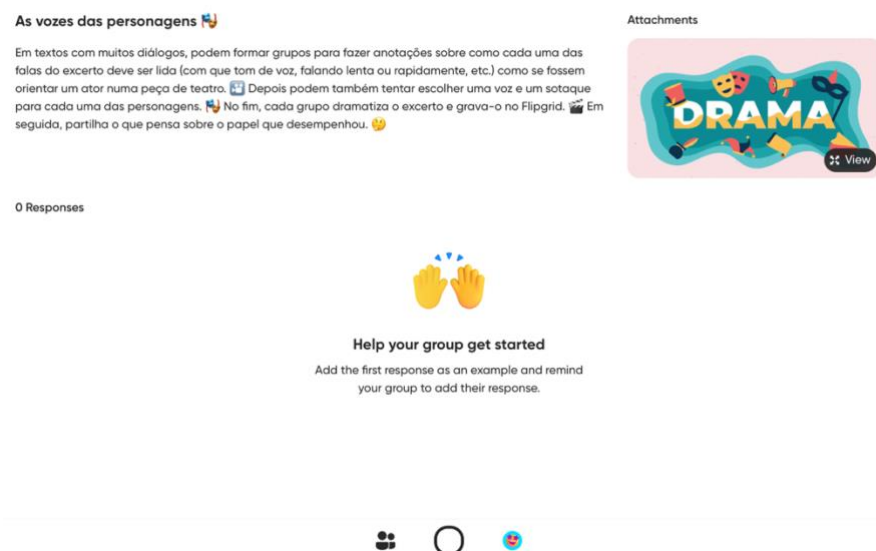 As vozes das personagens 🎭
Em textos com muitos diálogos, podem formar grupos para fazer anotações sobre como cada uma das
falas do excerto deve ser lida (com que tom de voz, falando lenta ou rapidamente, etc.) como se fossem
orientar um ator numa peça de teatro. 🎦 Depois podem também tentar escolher uma voz e um sotaque
para cada uma das personagens. 🎭 No fim, cada grupo dramatiza o excerto e grava-o no Flipgrid. 🎬 Em
seguida, partilha o que pensa sobre o papel que desempenhou. 🤔
Attachments
DRAMA
View
0 Responses
Help your group get started
Add the first response as an example and remind
your group to add their response.